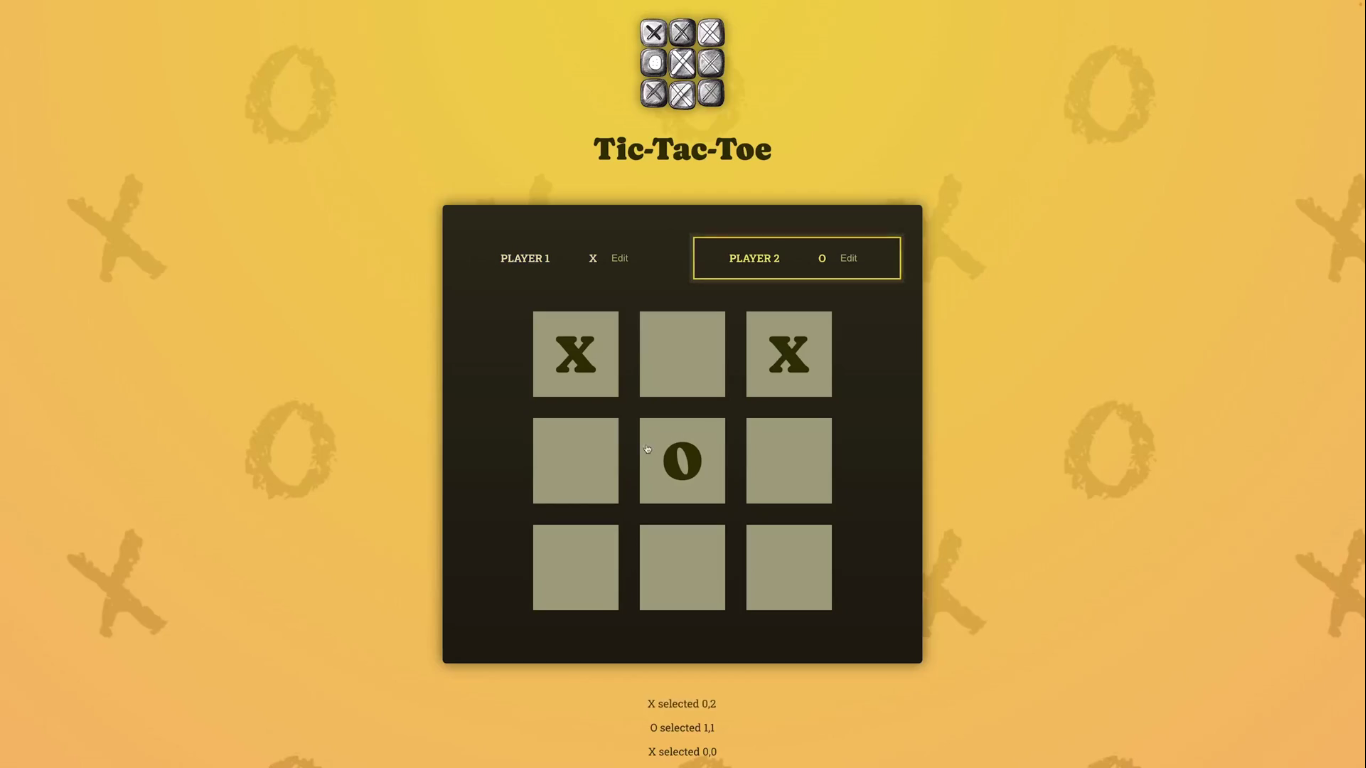 Tic-Tac-Toe
PLAYER 1 X Edit
PLAYER 2 O Edit
X X
O
X selected 0,2
O selected 1,1
X selected 0,0